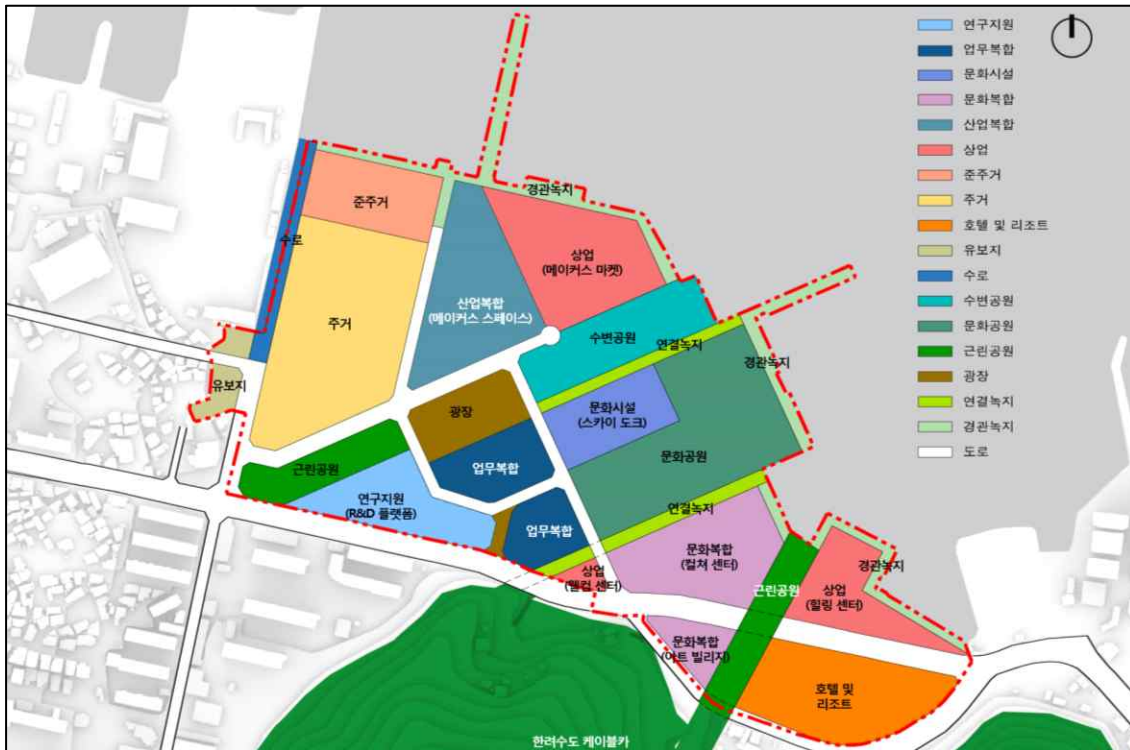 연구지원
업무복합
문화시설
문화복합
산업복합
상업
준주거
주거
호텔 및 리조트
유보지
수로
수변공원
문화공원
근린공원
광장
연결녹지
경관녹지
도로
경관녹지
준주거
수로
상업
(메이커스 마켓)
산업복합
(메이커스 스페이스)
주거
수변공원
연결녹지
경관녹지
유보지
광장
문화시설
(스카이 도크)
문화공원
근린공원
업무복합
연구지원
(R&D 플랫폼)
연결녹지
업무복합
문화복합
(컬쳐 센터)
경관녹지
상업
(웰컴 센터)
근린공원
상업
(힐링 센터)
문화복합
(아트 빌리지)
호텔 및
리조트
한려수도 케이블카